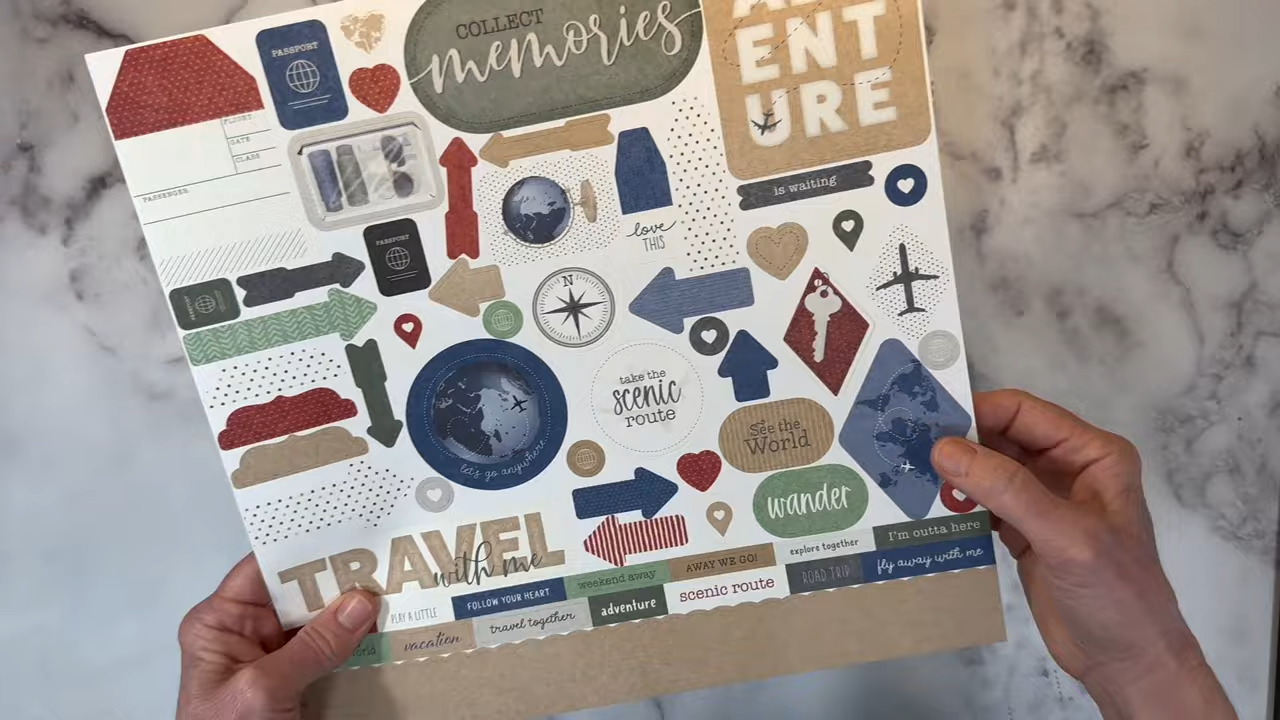 COLLECT
memories
ENT
URE
PASSPORT
FLIGHT
GATE
CLASS
PASSENGER
is waiting
love
THIS
PASSPORT
PASSPORT
N
take the
scenic
route
See the
World
let's go anywhere
wander
TRAVEL
with me
PLAY A LITTLE
FOLLOW YOUR HEART
weekend away
AWAY WE GO!
explore together
I'm outta here
vacation
travel together
adventure
scenic route
ROAD TRIP
fly away with me